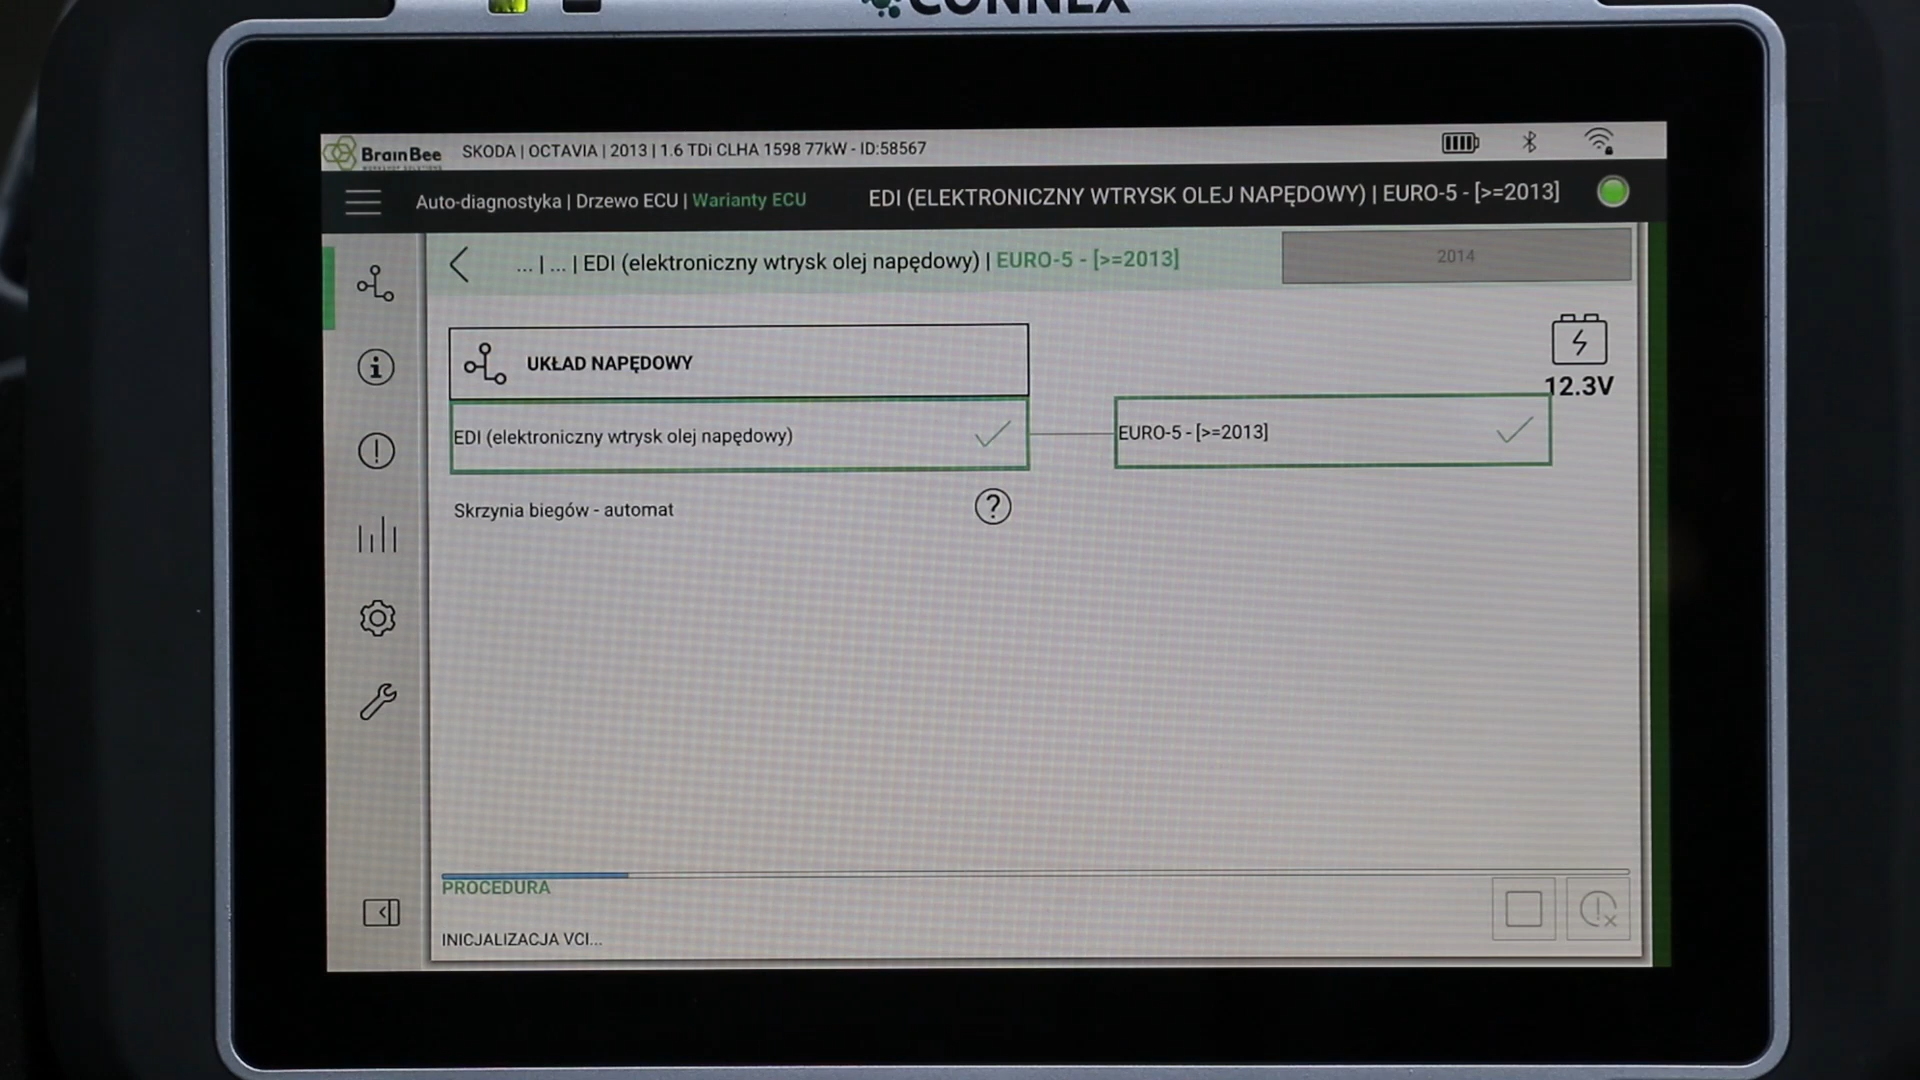 CONNEX
BrainBee
SKODA | OCTAVIA | 2013 | 1.6 TDi CLHA 1598 77kW - ID:58567
Auto-diagnostyka | Drzewo ECU | Warianty ECU
EDI (ELEKTRONICZNY WTRYSK OLEJ NAPĘDOWY) | EURO-5 - [>=2013]
... | ... | EDI (elektroniczny wtrysk olej napędowy) | EURO-5 - [>=2013]
2014
UKŁAD NAPĘDOWY
12.3V
EDI (elektroniczny wtrysk olej napędowy)
EURO-5 - [>=2013]
Skrzynia biegów - automat
PROCEDURA
INICJALIZACJA VCI...